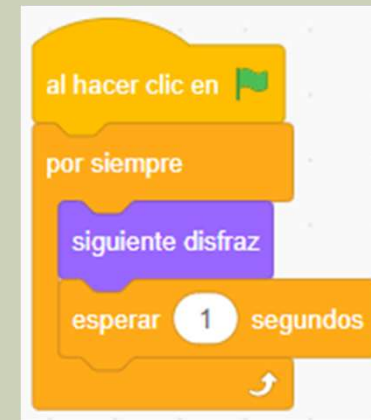 al hacer clic en
por siempre
siguiente disfraz
esperar 1 segundos